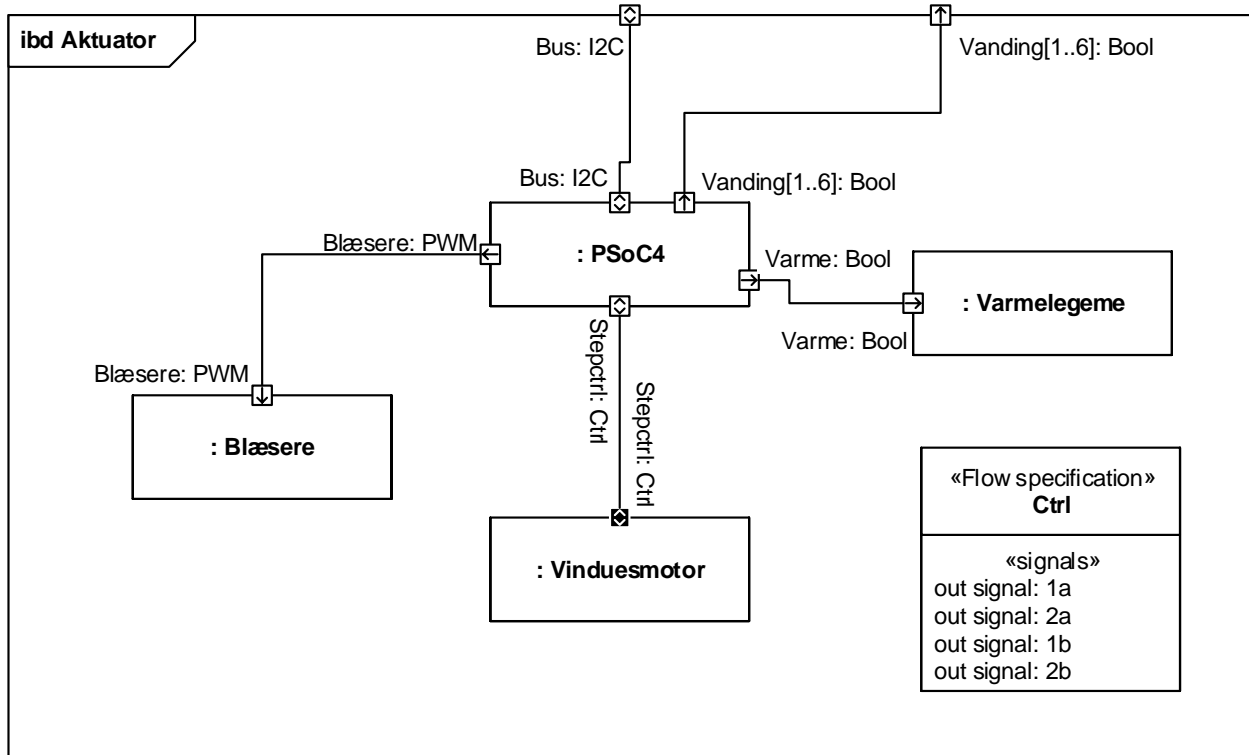 ibd Aktuator
Bus: I2C
Vanding[1..6]: Bool
Bus: I2C
Vanding[1..6]: Bool
Blæsere: PWM
: PSoC4
Varme: Bool
: Varmelegeme
Varme: Bool
Stepctrl: Ctrl
Stepctrl: Ctrl
Blæsere: PWM
: Blæsere
: Vinduesmotor
«Flow specification»
Ctrl
«signals»
out signal: 1a
out signal: 2a
out signal: 1b
out signal: 2b